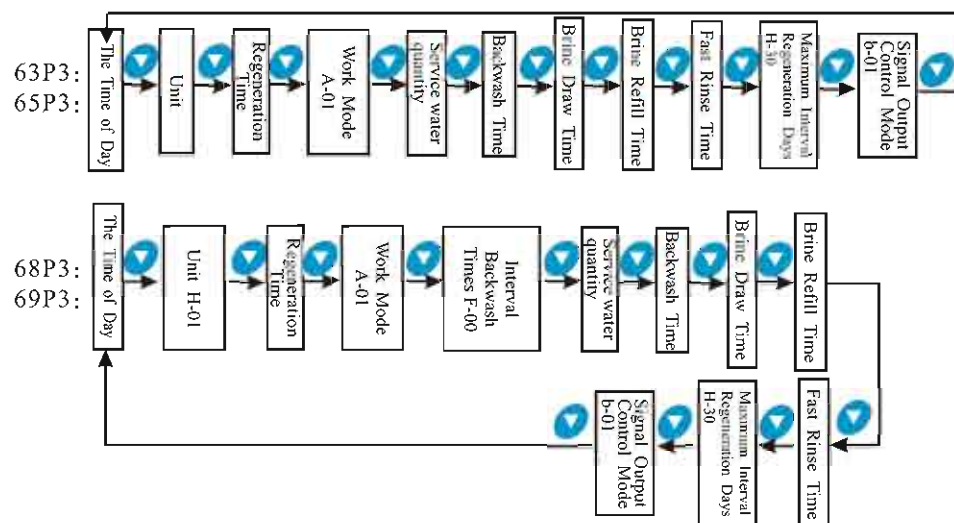 63P3:
65P3:
The Time of Day
Unit
Regeneration
Time
Work Mode
A-01
Service water
quantity
Backwash Time
Brine Draw Time
Brine Refill Time
Fast Rinse Time
Maximum Interval
Regeneration Days
H-30
Signal Output
Control Mode
b-01
68P3:
69P3:
The Time of Day
Unit H-01
Regeneration
Time
Work Mode
A-01
Interval
Backwash
Times F-00
Service water
quantity
Backwash Time
Brine Draw Time
Brine Refill Time
Fast Rinse Time
Maximum Interval
Regeneration Days
H-30
Signal Output
Control Mode
b-01